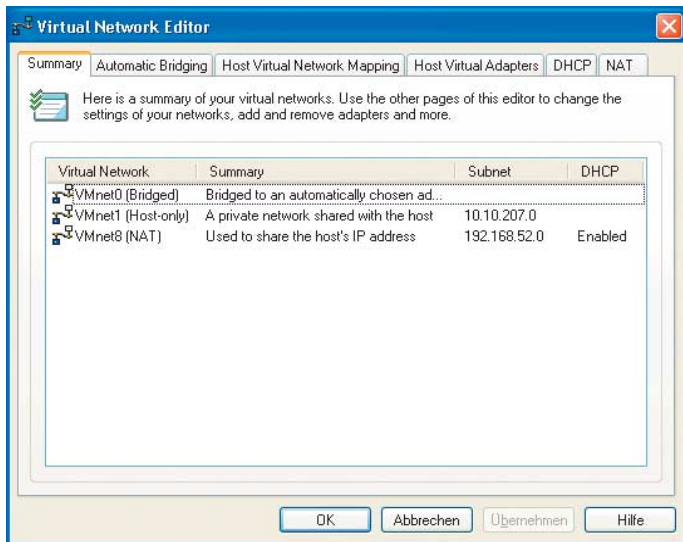 Virtual Network Editor
Summary Automatic Bridging Host Virtual Network Mapping Host Virtual Adapters DHCP NAT
Here is a summary of your virtual networks. Use the other pages of this editor to change the
settings of your networks, add and remove adapters and more.
Virtual Network Summary Subnet DHCP
VMnet0 (Bridged) Bridged to an automatically chosen ad...
VMnet1 (Host-only) A private network shared with the host 10.10.207.0
VMnet8 (NAT) Used to share the host's IP address 192.168.52.0 Enabled
OK Abbrechen Übernehmen Hilfe